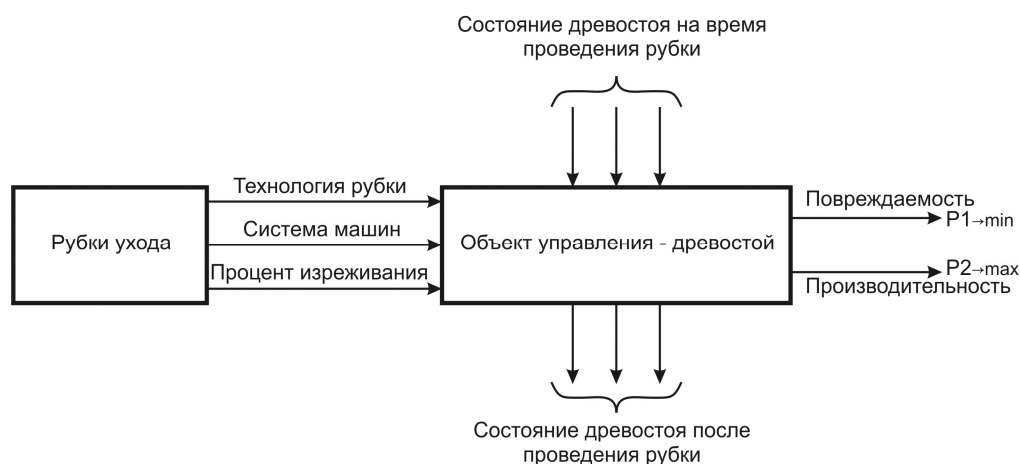 Состояние древостоя на время
проведения рубки
Рубки ухода
Технология рубки
Система машин
Процент изреживания
Объект управления - древостой
Повреждаемость
P1→min
P2→max
Производительность
Состояние древостоя после
проведения рубки